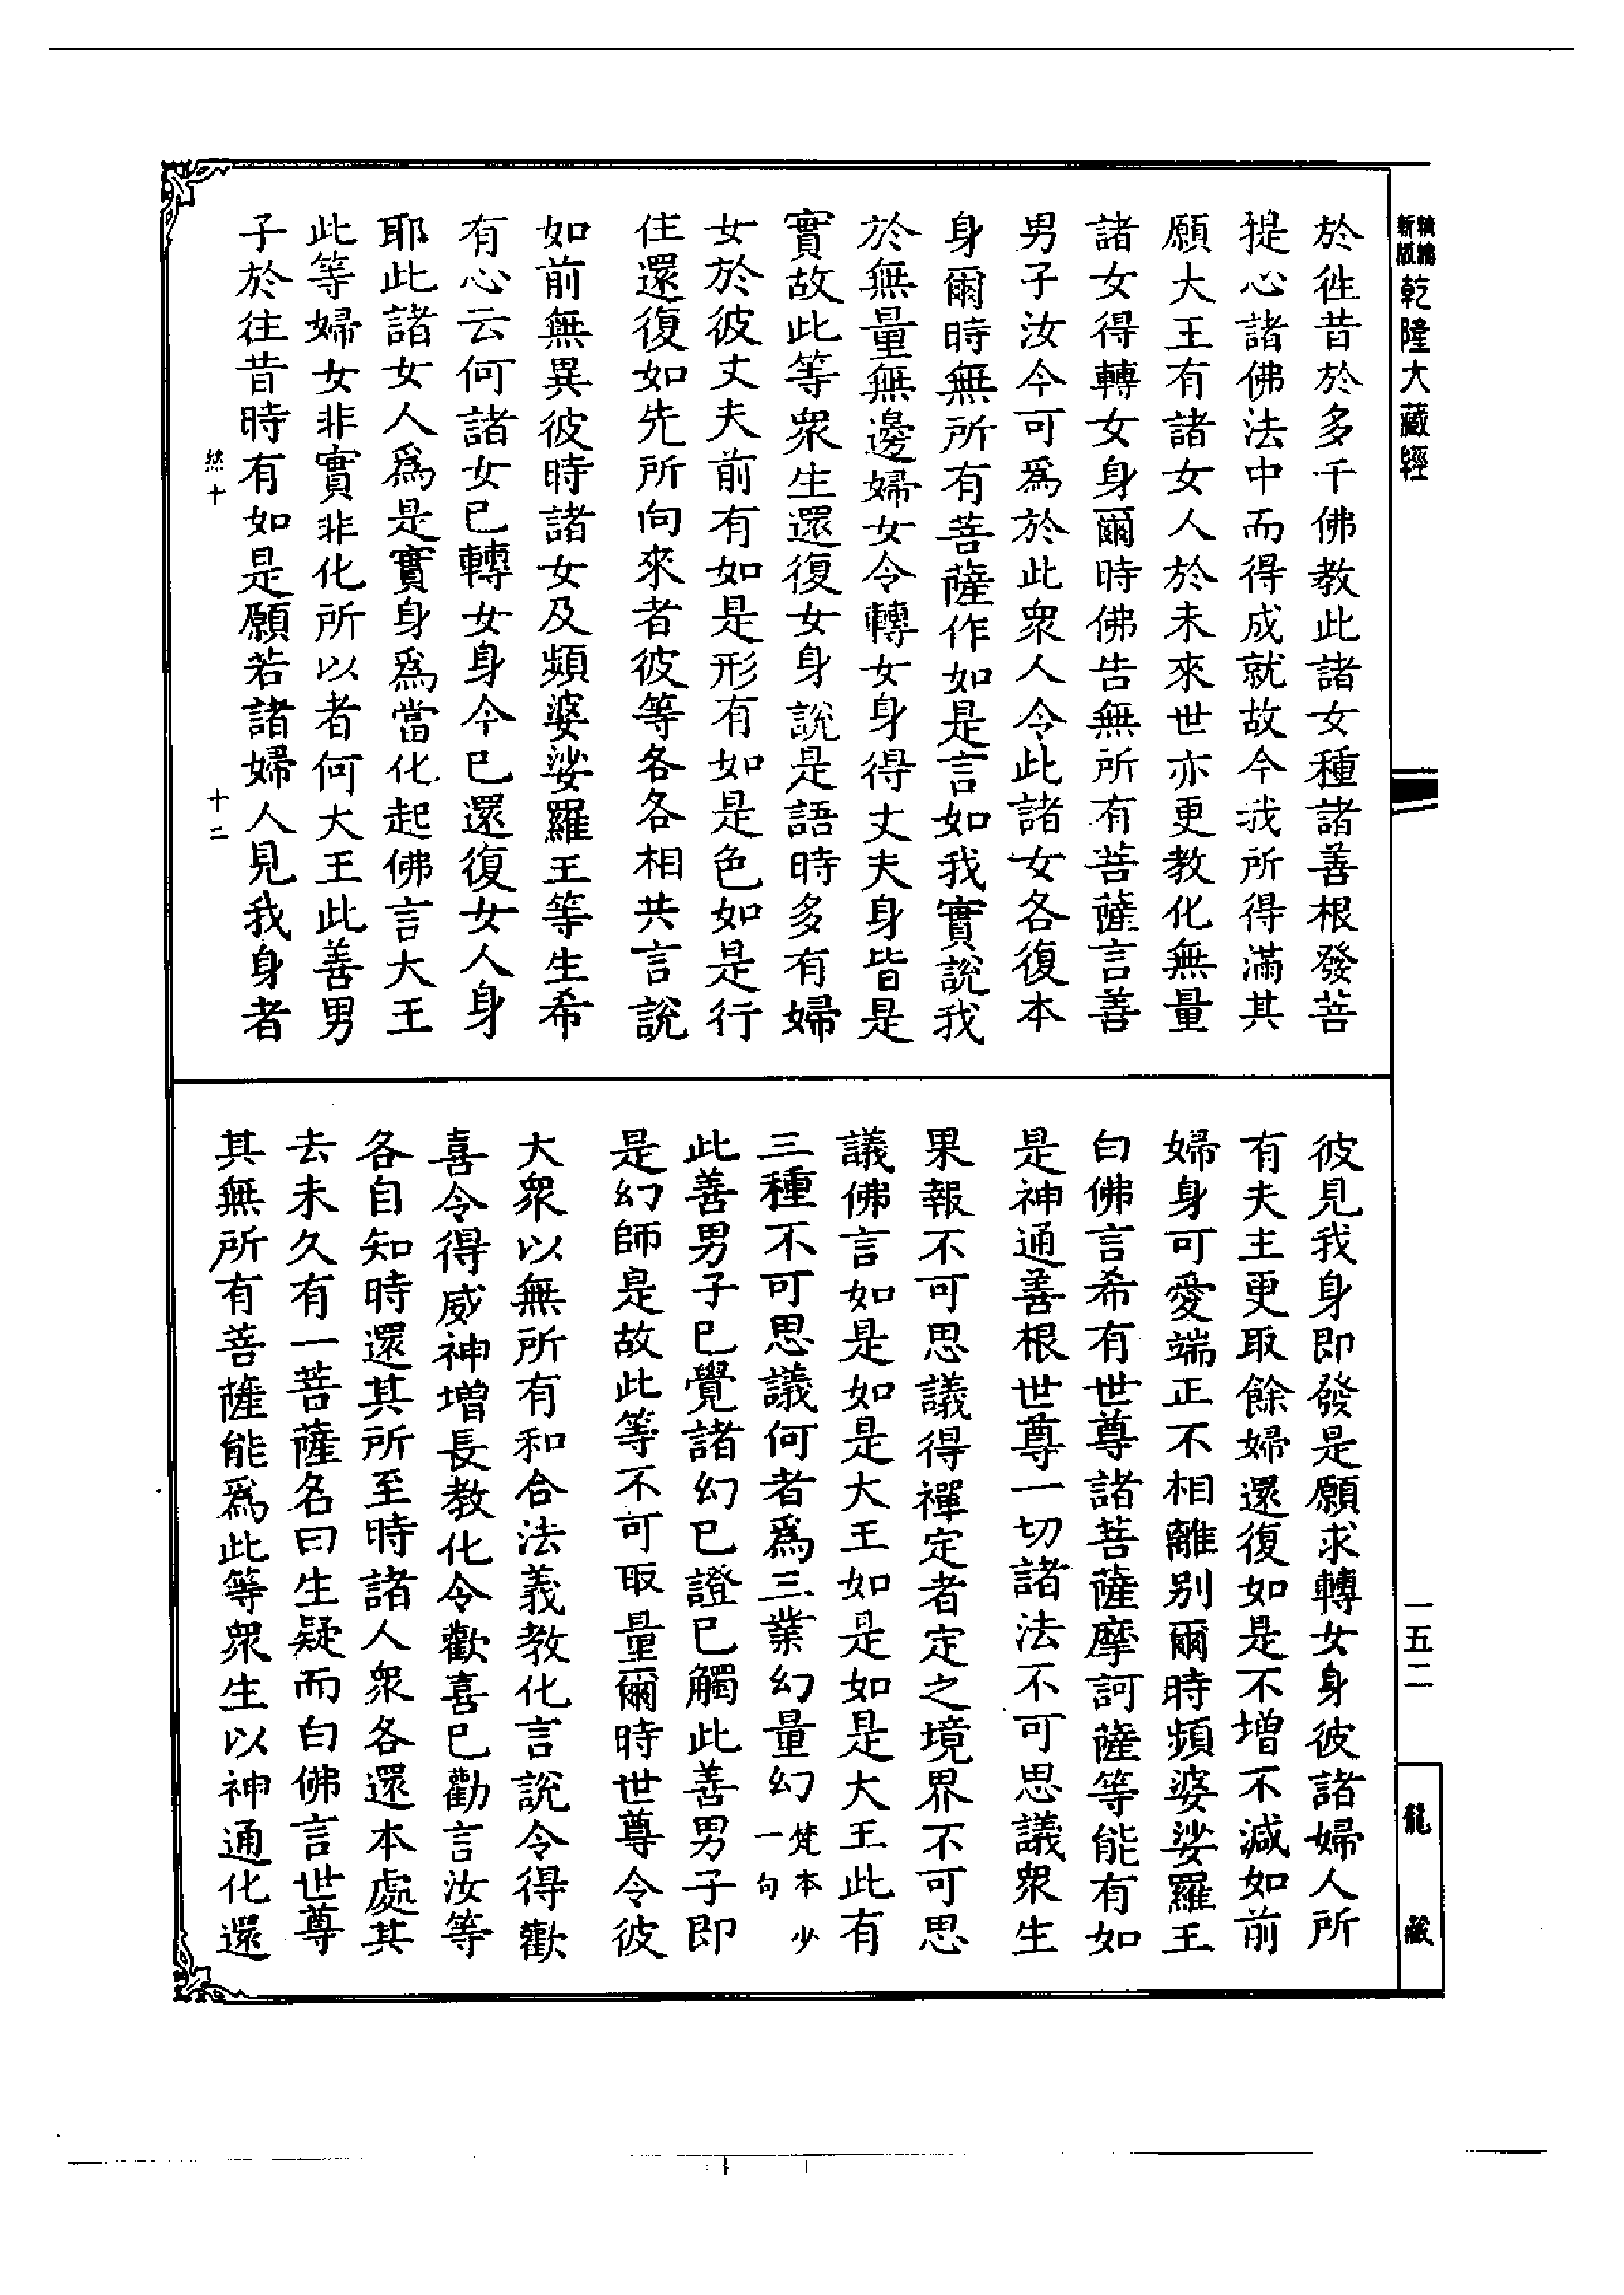 精編
新版
乾隆大藏經
於徃昔於多千佛教此諸女種諸善根發菩
提心諸佛法中而得成就故今我所得滿其
願大王有諸女人於未來世亦更教化無量
諸女得轉女身爾時佛告無所有菩薩言善
男子汝今可爲於此衆人令此諸女各復本
身爾時無所有菩薩作如是言如我實說我
於無量無邊婦女令轉女身得丈夫身皆是
實故此等衆生還復女身說是語時多有婦
女於彼丈夫前有如是形有如是色如是行
住還復如先所向來者彼等各各相共言說
如前無異彼時諸女及頻婆娑羅王等生希
有心云何諸女已轉女身今已還復女人身
耶此諸女人爲是實身爲當化起佛言大王
此等婦女非實非化所以者何大王此善男
子於往昔時有如是願若諸婦人見我身者
十二
彼見我身即發是願求轉女身彼諸婦人所
有夫主更取餘婦還復如是不增不減如前
婦身可愛端正不相離别爾時頻婆娑羅王
白佛言希有世尊諸菩薩摩訶薩等能有如
是神通善根世尊一切諸法不可思議衆生
果報不可思議得禪定者定之境界不可思
議佛言如是如是大王如是如是大王此有
三種不可思議何者爲三業幻量幻梵本少一句
此善男子已覺諸幻已證已觸此善男子即
是幻師是故此等不可取量爾時世尊令彼
大衆以無所有和合法義教化言說令得歡
喜令得威神增長教化令歡喜已勸言汝等
各自知時還其所至時諸人衆各還本處其
去未久有一菩薩名曰生疑而白佛言世尊
其無所有菩薩能爲此等衆生以神通化還
一五二
龍藏